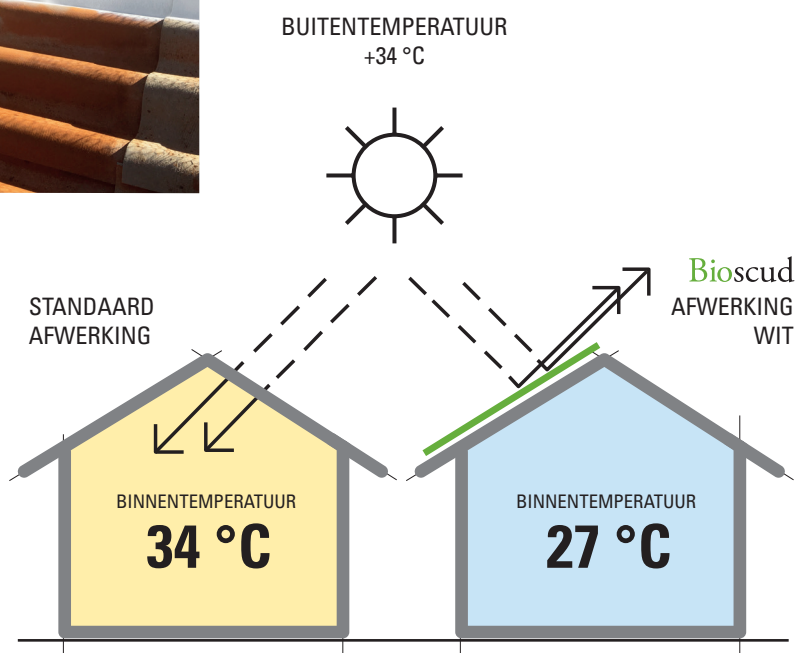 BUITENTEMPERATUUR
+34 °C
STANDAARD
AFWERKING
Bioscud
AFWERKING
WIT
BINNENTEMPERATUUR
34 °C
BINNENTEMPERATUUR
27 °C